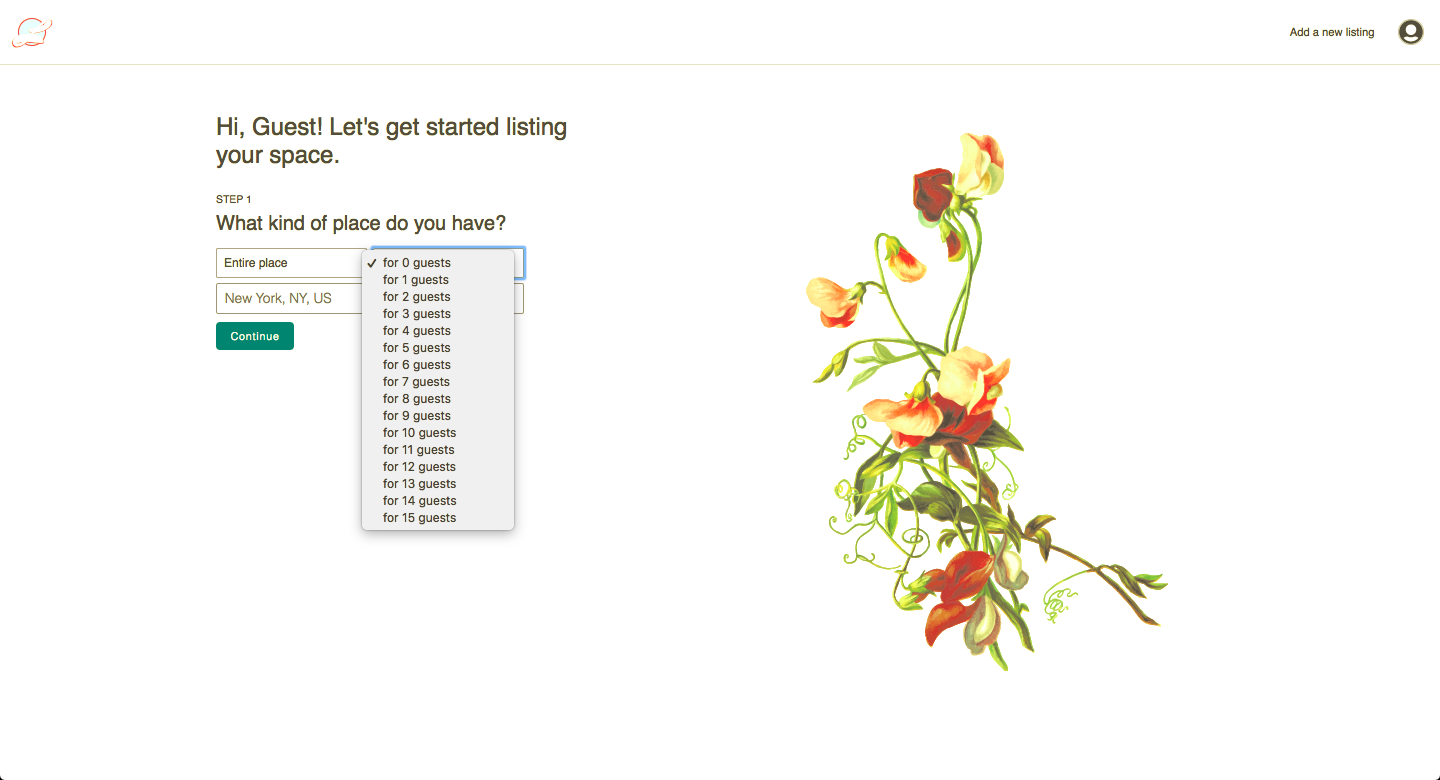 Add a new listing
Hi, Guest! Let's get started listing
your space.
STEP 1
What kind of place do you have?
Entire place
for 0 guests
for 1 guests
for 2 guests
for 3 guests
for 4 guests
for 5 guests
for 6 guests
for 7 guests
for 8 guests
for 9 guests
for 10 guests
for 11 guests
for 12 guests
for 13 guests
for 14 guests
for 15 guests
New York, NY, US
Continue